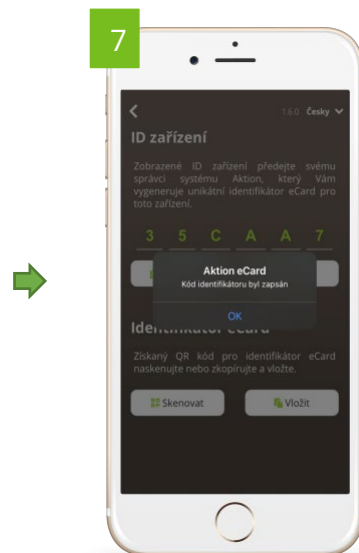 7
1.6.0 Česky
ID zařízení
Zobrazené ID zařízení předejte svému
správci systému Aktion, který Vám
vygeneruje unikátní identifikátor eCard pro
toto zařízení.
3 5 C A A 7
Aktion eCard
Kód identifikátoru byl zapsán
OK
Identifikátor eCard
Získaný QR kód pro identifikátor eCard
naskenujte nebo zkopírujte a vložte.
Skenovat Vložit